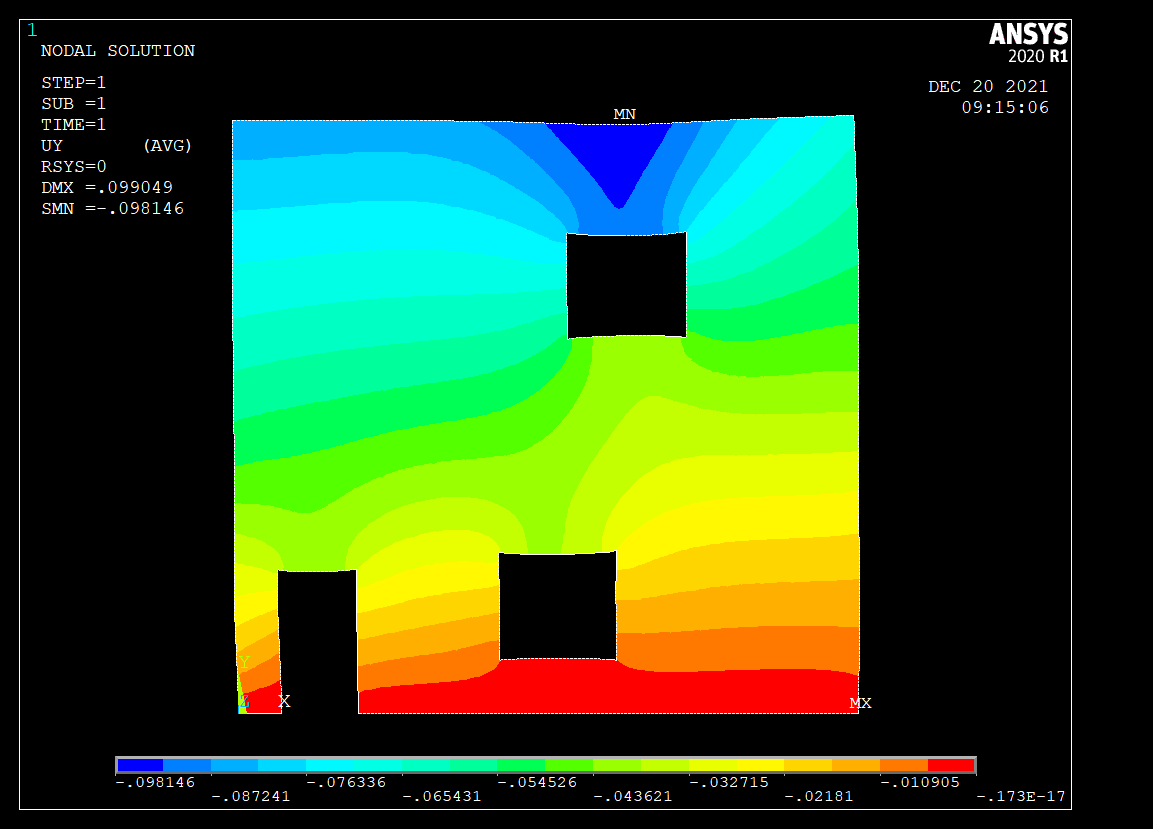 1
ANSYS
2020 R1
NODAL SOLUTION
STEP=1
SUB =1
TIME=1
UY (AVG)
RSYS=0
DMX =.099049
SMN =-.098146
DEC 20 2021
09:15:06
MN
Y
Z X
MX
-.098146 -.076336 -.054526 -.032715 -.010905
-.087241 -.065431 -.043621 -.02181 -.173E-17